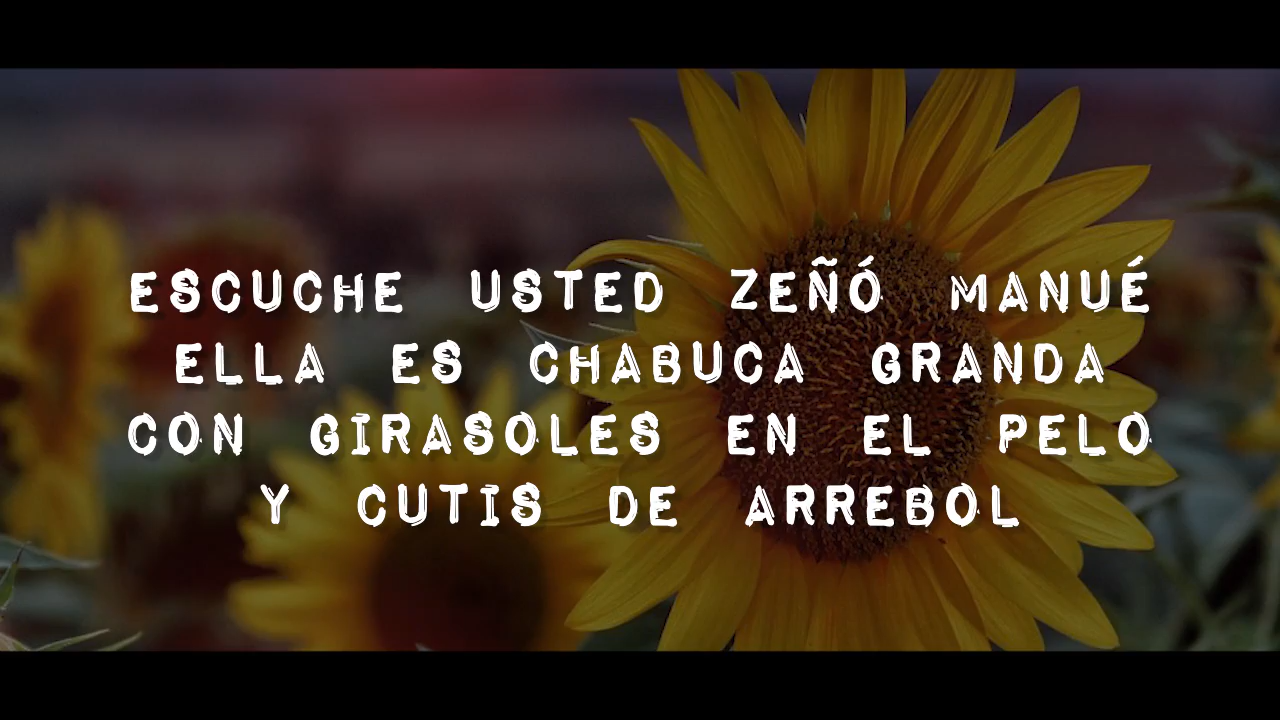 ESCUCHE USTED ZEÑÓ MANUÉ
ELLA ES CHABUCA GRANDA
CON GIRASOLES EN EL PELO
Y CUTIS DE ARREBOL